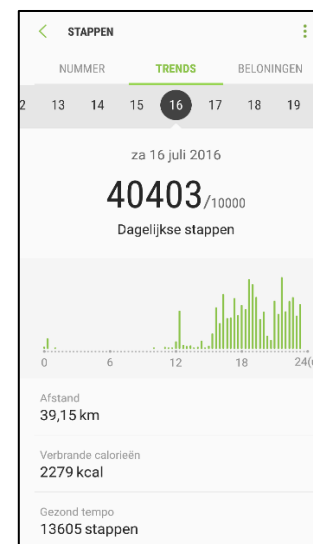 STAPPEN
NUMMER TRENDS BELONINGEN
2 13 14 15 16 17 18 19
za 16 juli 2016
40403/10000
Dagelijkse stappen
0 6 12 18 24(
Afstand
39,15 km
Verbrande calorieën
2279 kcal
Gezond tempo
13605 stappen